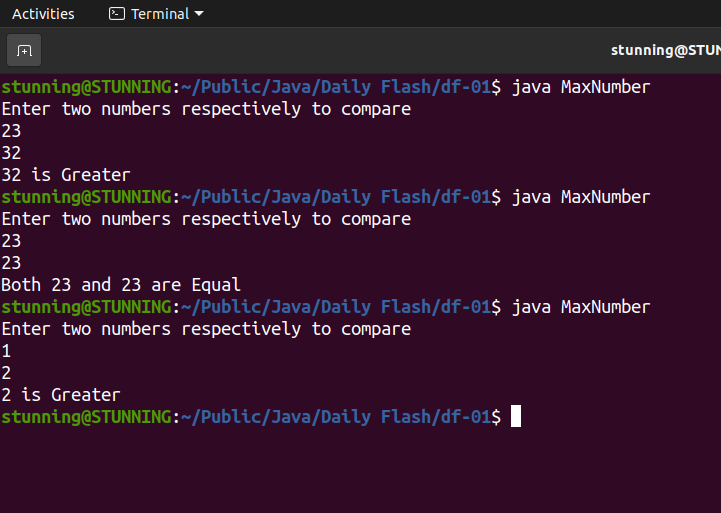 Activities Terminal
stunning@STUN
stunning@STUNNING:~/Public/Java/Daily Flash/df-01$ java MaxNumber
Enter two numbers respectively to compare
23
32
32 is Greater
stunning@STUNNING:~/Public/Java/Daily Flash/df-01$ java MaxNumber
Enter two numbers respectively to compare
23
23
Both 23 and 23 are Equal
stunning@STUNNING:~/Public/Java/Daily Flash/df-01$ java MaxNumber
Enter two numbers respectively to compare
1
2
2 is Greater
stunning@STUNNING:~/Public/Java/Daily Flash/df-01$